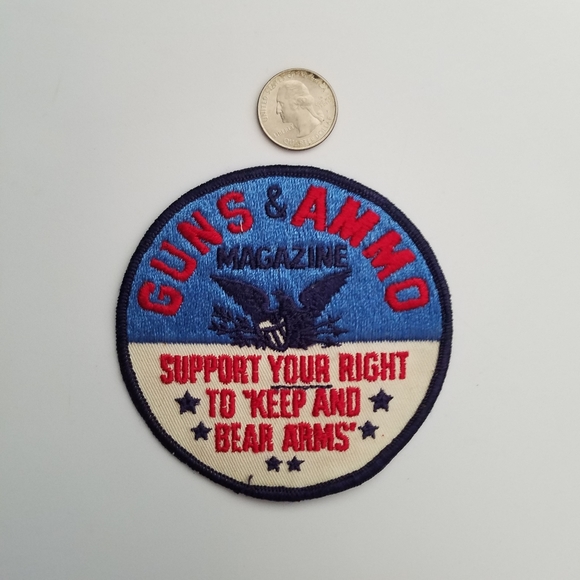 GUNS & AMMO
MAGAZINE
SUPPORT YOUR RIGHT
TO "KEEP AND
BEAR ARMS"